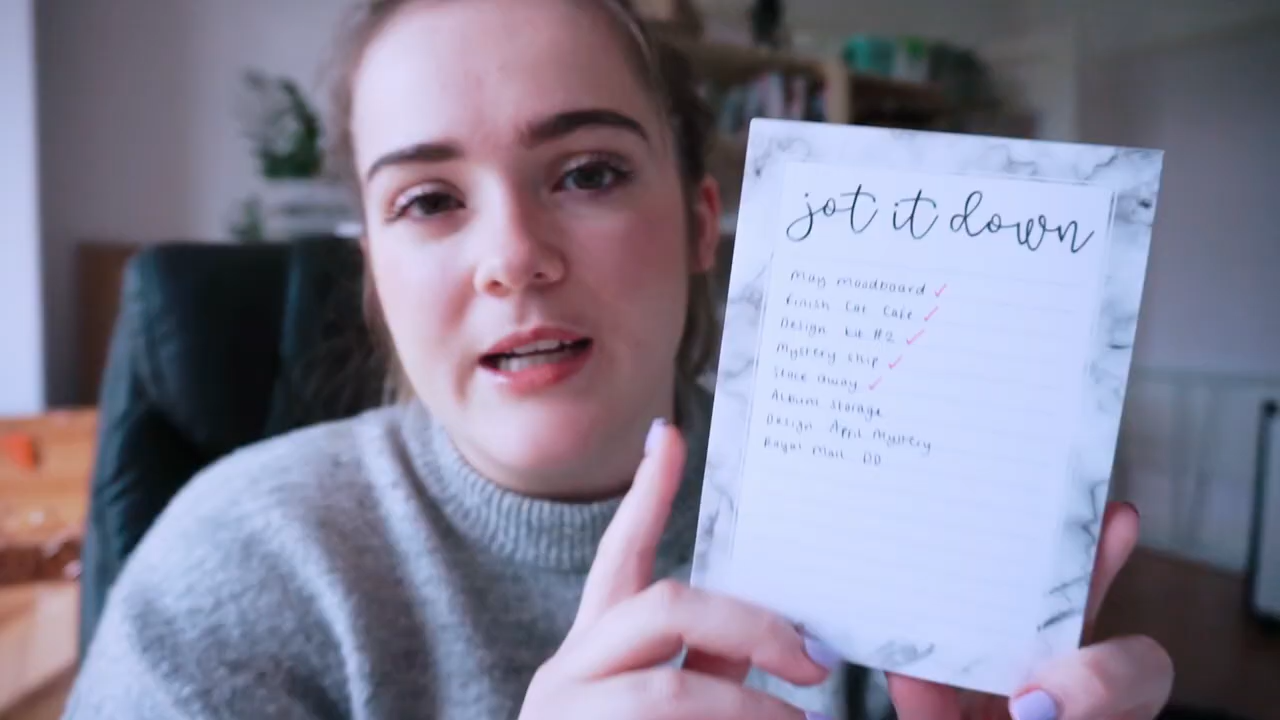 jot it down
May moodboard ✓
Finish Cat Cafe ✓
Design kit #2 ✓
Mystery ship ✓
Stace away ✓
Album storage
Design April Mystery
Royal Mail DD